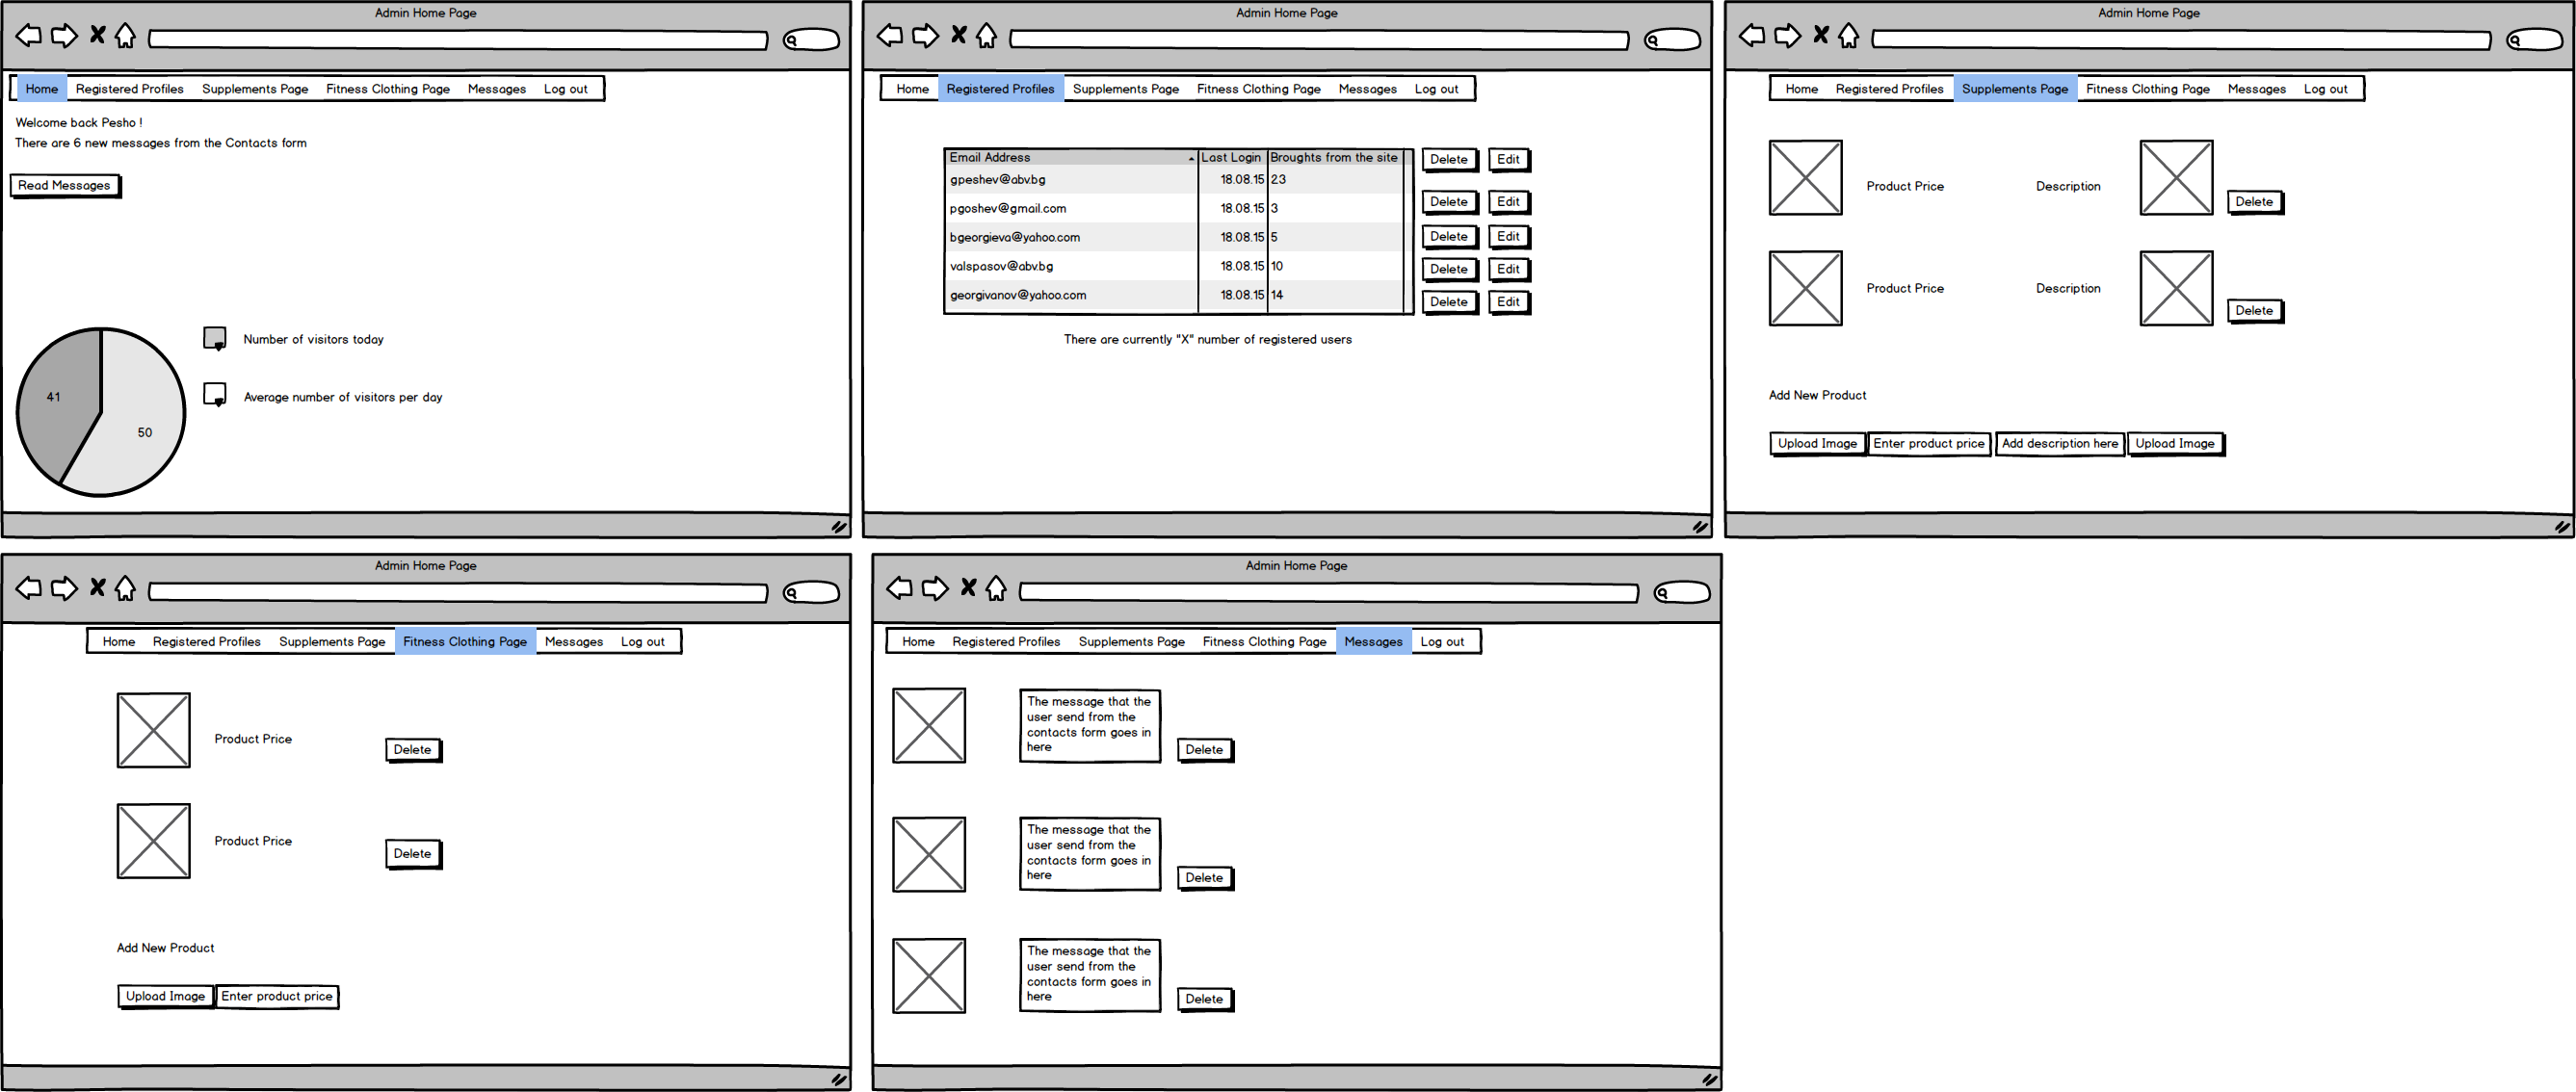 Admin Home Page
Home Registered Profiles Supplements Page Fitness Clothing Page Messages Log out
Welcome back Pesho !
There are 6 new messages from the Contacts form
Read Messages
Number of visitors today
Average number of visitors per day
41
50
Admin Home Page
Home Registered Profiles Supplements Page Fitness Clothing Page Messages Log out
Email Address Last Login Broughts from the site Delete Edit
gpeshev@abv.bg 18.08.15 23
pgoshev@gmail.com 18.08.15 3 Delete Edit
bgeorgieva@yahoo.com 18.08.15 5 Delete Edit
valspasov@abv.bg 18.08.15 10 Delete Edit
georgivanov@yahoo.com 18.08.15 14 Delete Edit
There are currently "X" number of registered users
Admin Home Page
Home Registered Profiles Supplements Page Fitness Clothing Page Messages Log out
Product Price Description Delete
Product Price Description Delete
Add New Product
Upload Image Enter product price Add description here Upload Image
Admin Home Page
Home Registered Profiles Supplements Page Fitness Clothing Page Messages Log out
Product Price Delete
Product Price Delete
Add New Product
Upload Image Enter product price
Admin Home Page
Home Registered Profiles Supplements Page Fitness Clothing Page Messages Log out
The message that the
user send from the
contacts form goes in
here
Delete
The message that the
user send from the
contacts form goes in
here
Delete
The message that the
user send from the
contacts form goes in
here
Delete